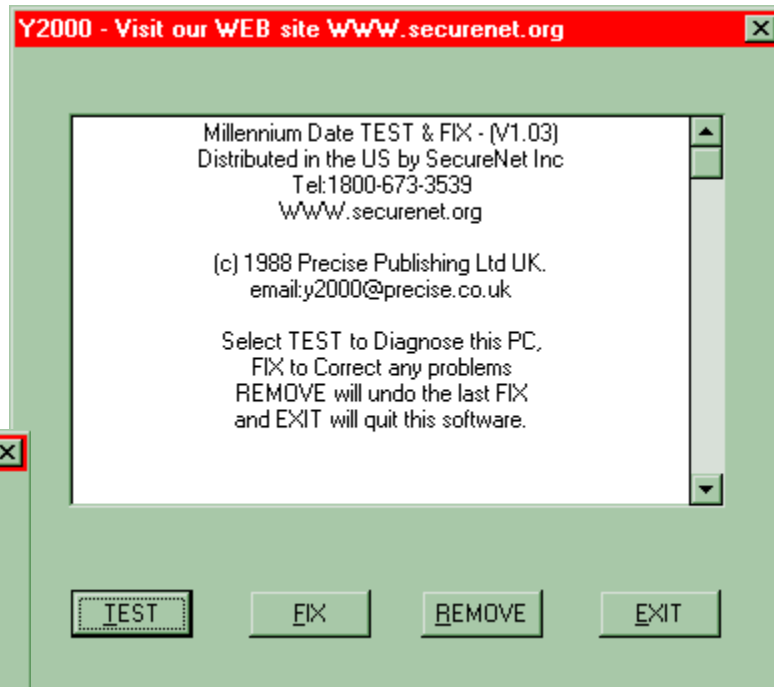 Y2000 - Visit our WEB site WWW.securenet.org
Millennium Date TEST & FIX - (V1.03)
Distributed in the US by SecureNet Inc
Tel:1800-673-3539
WWW.securenet.org
(c) 1988 Precise Publishing Ltd UK.
email:y2000@precise.co.uk
Select TEST to Diagnose this PC,
FIX to Correct any problems
REMOVE will undo the last FIX
and EXIT will quit this software.
TEST FIX REMOVE EXIT